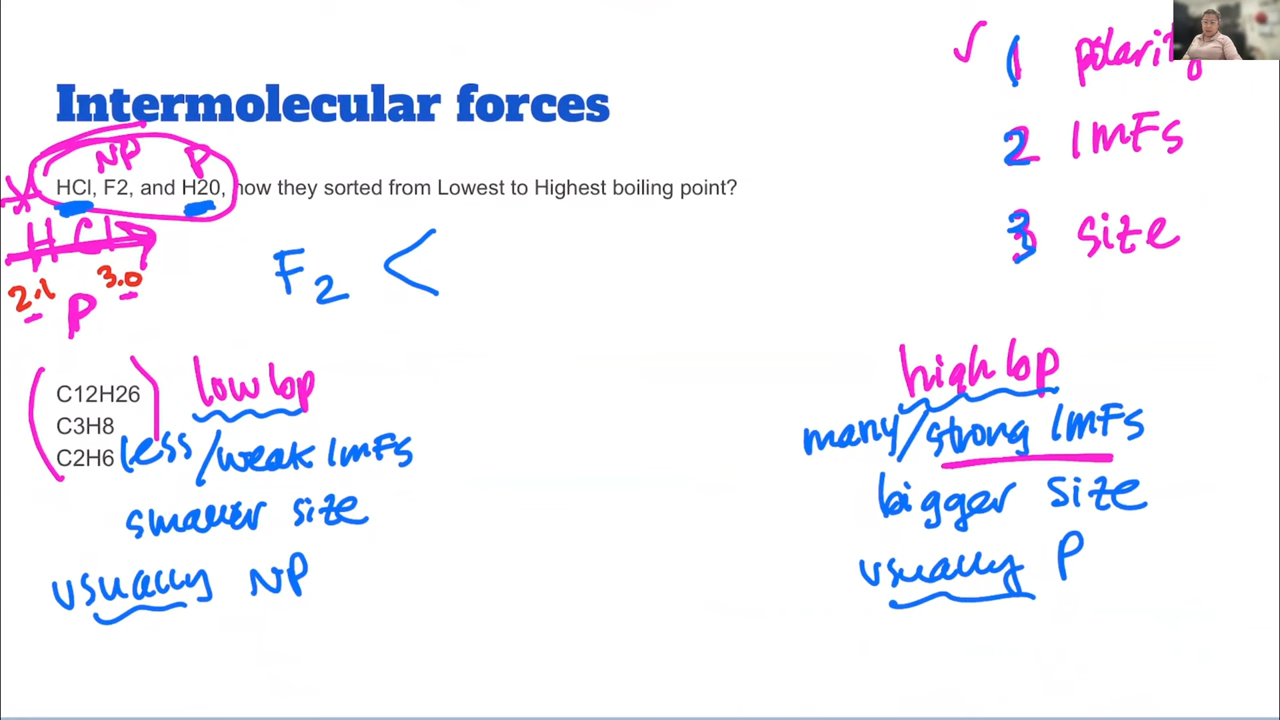 1 polarity
Intermolecular forces
2 IMFs
NP P
HCl, F2, and H20, how they sorted from Lowest to Highest boiling point?
3 size
H Cl
2.1 3.0
P
F2 <
low bp
high bp
C12H26
C3H8
C2H6
less/weak IMFs
many/strong IMFs
smaller size
bigger size
usually NP
usually P